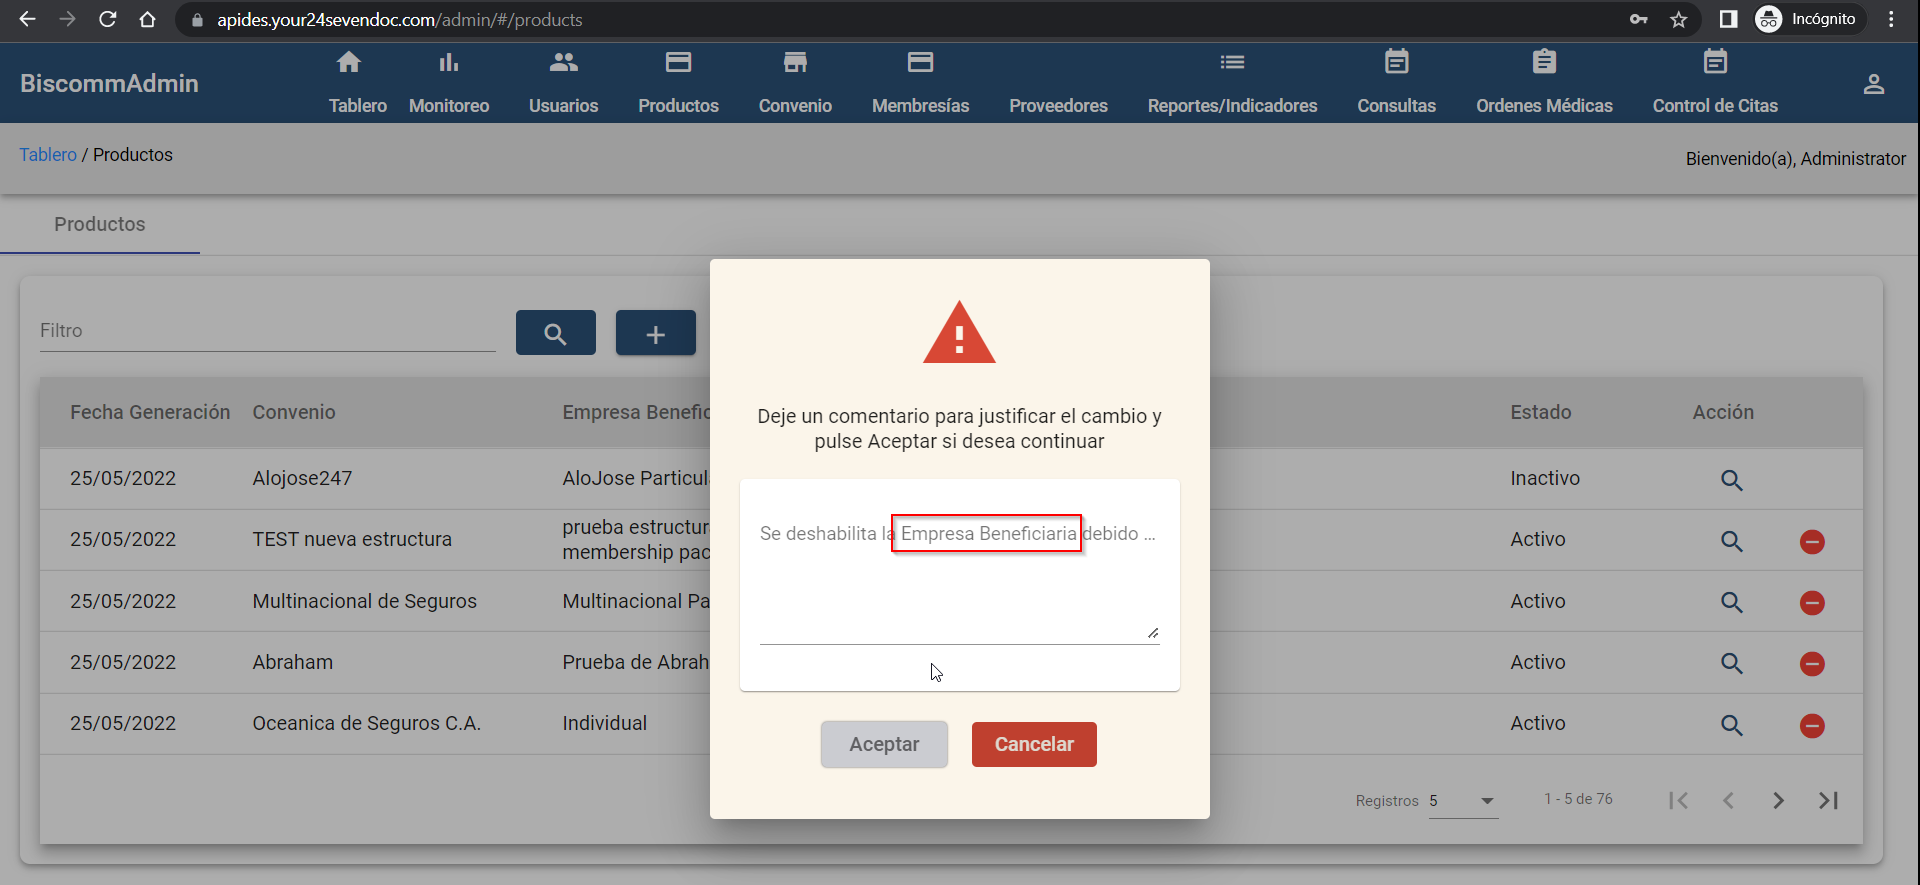 apides.your24sevendoc.com/admin/#/products
Incógnito
BiscommAdmin
Tablero
Monitoreo
Usuarios
Productos
Convenio
Membresías
Proveedores
Reportes/Indicadores
Consultas
Ordenes Médicas
Control de Citas
Tablero / Productos
Bienvenido(a), Administrator
Productos
Filtro
Fecha Generación Convenio Empresa Benefic Estado Acción
25/05/2022 Alojose247 AloJose Particul Inactivo
25/05/2022 TEST nueva estructura prueba estructur Activo
membership pac
25/05/2022 Multinacional de Seguros Multinacional Pa Activo
25/05/2022 Abraham Prueba de Abrah Activo
25/05/2022 Oceanica de Seguros C.A. Individual Activo
Registros 5 1 - 5 de 76
Deje un comentario para justificar el cambio y
pulse Aceptar si desea continuar
Se deshabilita la Empresa Beneficiaria debido ...
Aceptar
Cancelar